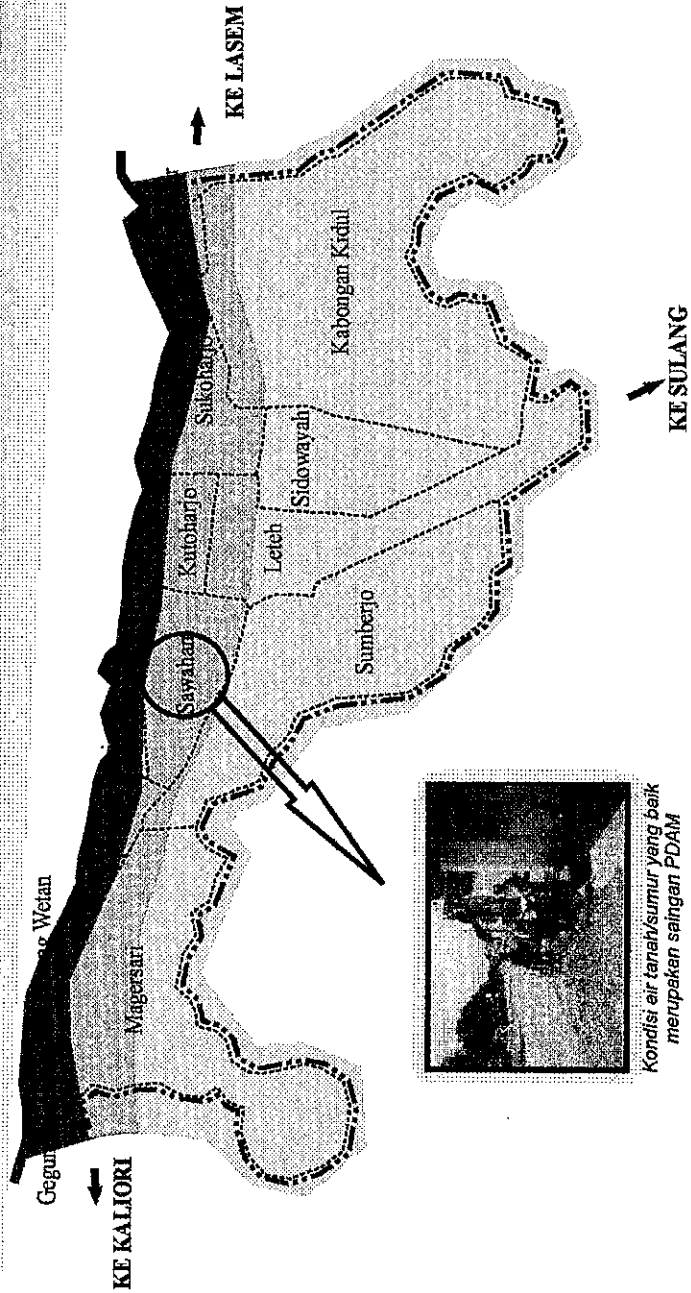 Wetan
KE KALIORI
Magersari
Sawahan
Kutoharjo
Sukoharjo
Leteh
Sidowayah
Sumberjo
Kabongan Kidul
KE LASEM
KE SULANG
Kondisi air tanah/sumur yang baik
merupakan saingan PDAM